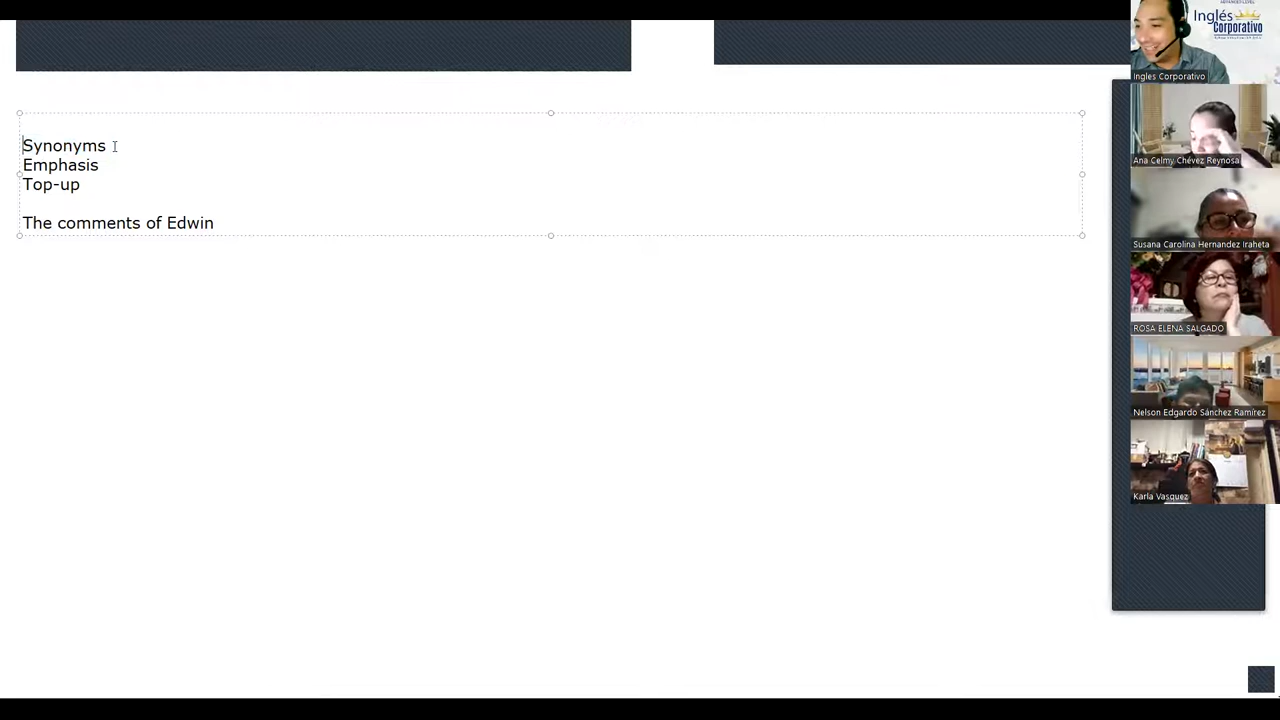 Synonyms
Emphasis
Top-up
The comments of Edwin
Inglés
Corporativo
Ingles Corporativo
Ana Celmy Chévez Reynosa
Susana Carolina Hernandez Iraheta
ROSA ELENA SALGADO
Nelson Edgardo Sánchez Ramírez
Karla Vasquez